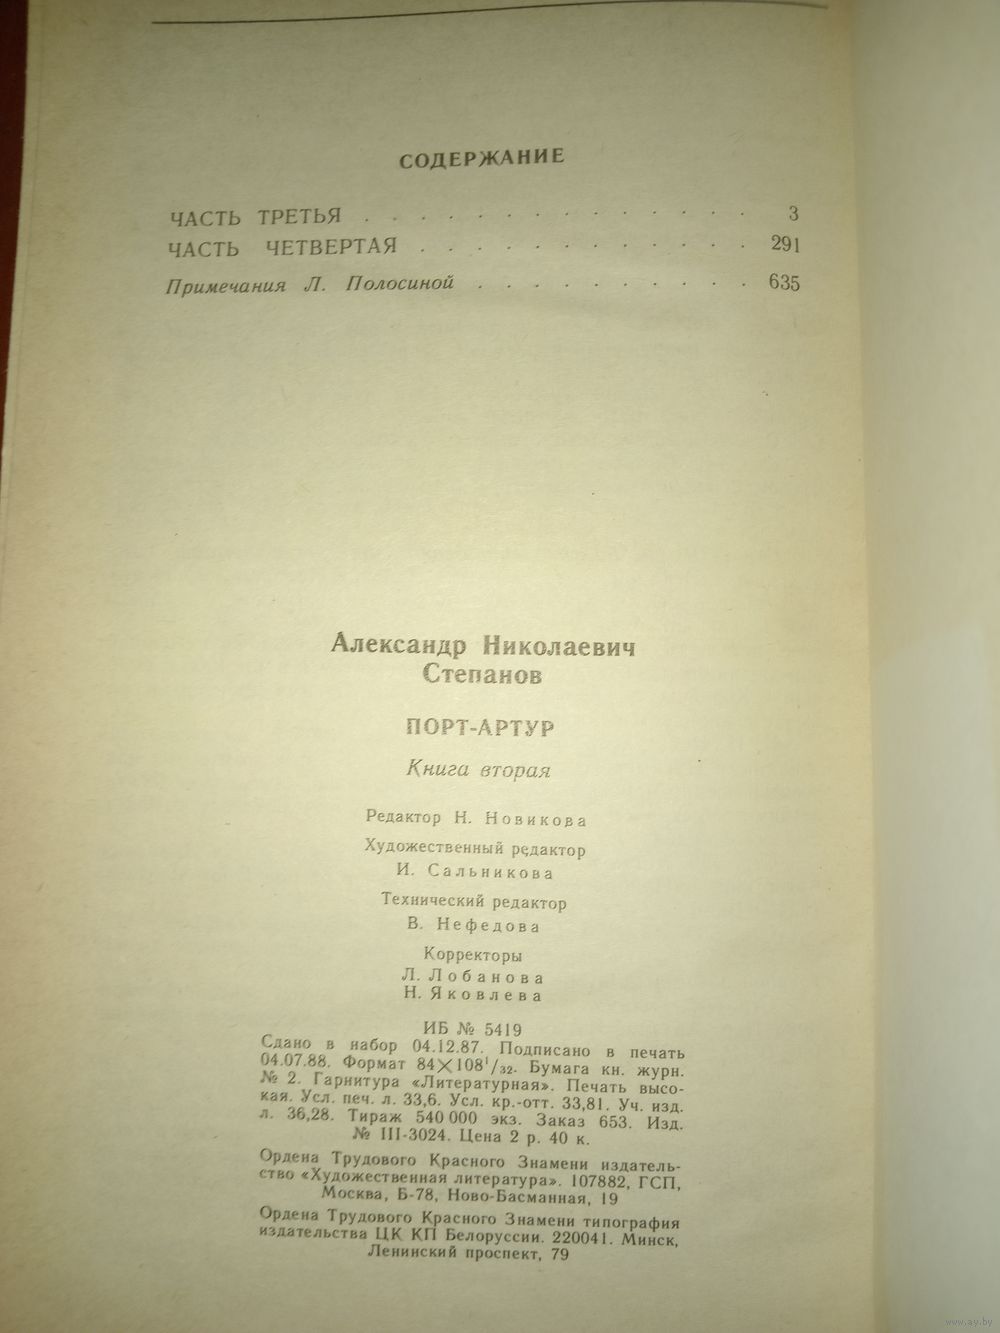 СОДЕРЖАНИЕ
ЧАСТЬ ТРЕТЬЯ . . . . . . . . . . . . . . 3
ЧАСТЬ ЧЕТВЕРТАЯ . . . . . . . . . . . . 291
Примечания Л. Полосиной . . . . . . . . . . 635
Александр Николаевич
Степанов
ПОРТ-АРТУР
Книга вторая
Редактор Н. Новикова
Художественный редактор
И. Сальникова
Технический редактор
В. Нефедова
Корректоры
Л. Лобанова
Н. Яковлева
ИБ № 5419
Сдано в набор 04.12.87. Подписано в печать
04.07.88. Формат 84×108¹/₃₂. Бумага кн. журн.
№ 2. Гарнитура «Литературная». Печать высо-
кая. Усл. печ. л. 33,6. Усл. кр.-отт. 33,81. Уч. изд.
л. 36,28. Тираж 540 000 экз. Заказ 653. Изд.
№ III-3024. Цена 2 р. 40 к.
Ордена Трудового Красного Знамени издатель-
ство «Художественная литература». 107882, ГСП,
Москва, Б-78, Ново-Басманная, 19
Ордена Трудового Красного Знамени типография
издательства ЦК КП Белоруссии. 220041. Минск,
Ленинский проспект, 79
www.ay.by